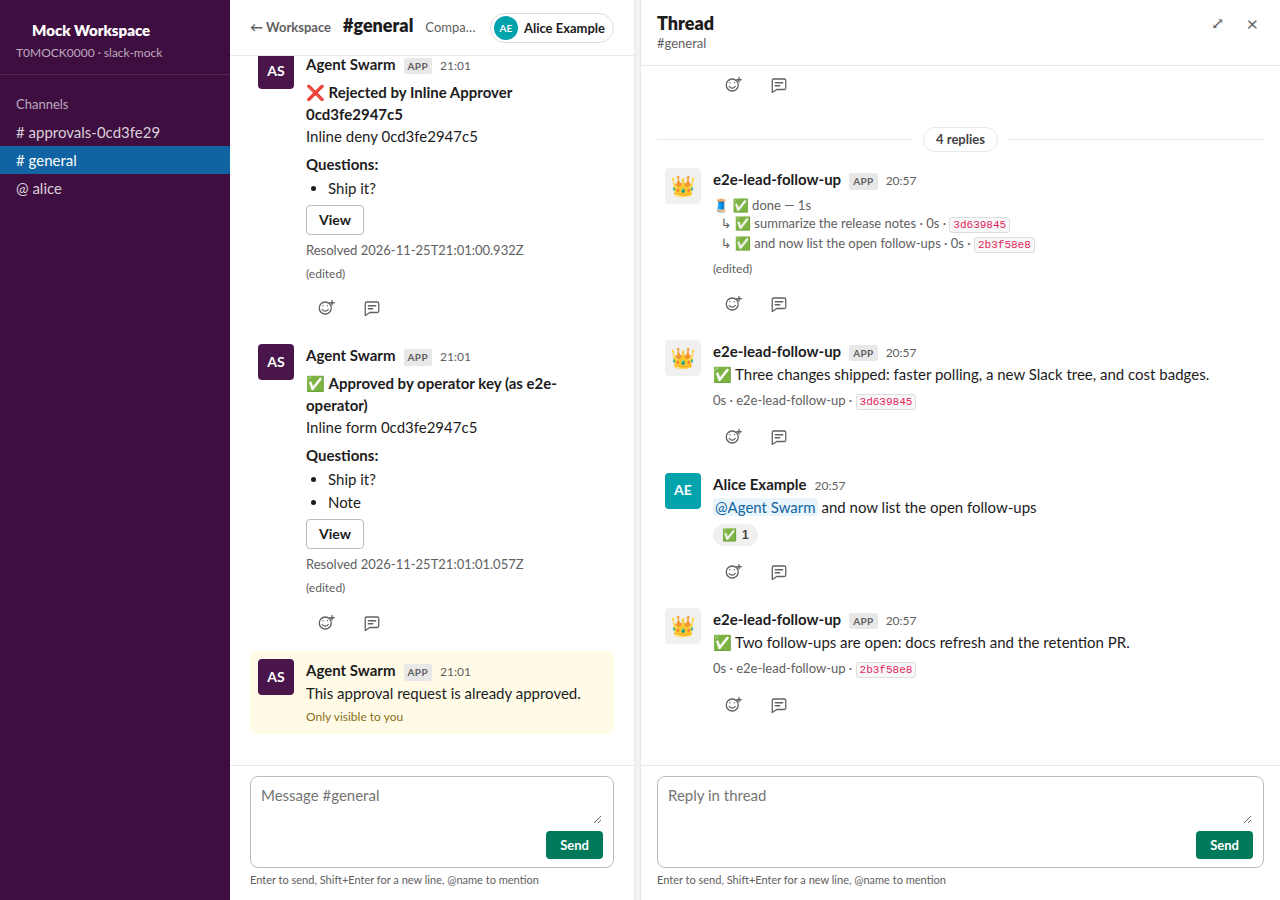 Mock Workspace
T0MOCK0000 · slack-mock
Channels
# approvals-0cd3fe29
# general
@ alice
← Workspace #general Compa... AE Alice Example
AS Agent Swarm APP 21:01
❌ Rejected by Inline Approver
0cd3fe2947c5
Inline deny 0cd3fe2947c5
Questions:
• Ship it?
View
Resolved 2026-11-25T21:01:00.932Z
(edited)
AS Agent Swarm APP 21:01
✅ Approved by operator key (as e2e-
operator)
Inline form 0cd3fe2947c5
Questions:
• Ship it?
• Note
View
Resolved 2026-11-25T21:01:01.057Z
(edited)
AS Agent Swarm APP 21:01
This approval request is already approved.
Only visible to you
Message #general
Send
Enter to send, Shift+Enter for a new line, @name to mention
Thread
#general
4 replies
e2e-lead-follow-up APP 20:57
🧵 ✅ done — 1s
↳ ✅ summarize the release notes · 0s · 3d639845
↳ ✅ and now list the open follow-ups · 0s · 2b3f58e8
(edited)
e2e-lead-follow-up APP 20:57
✅ Three changes shipped: faster polling, a new Slack tree, and cost badges.
0s · e2e-lead-follow-up · 3d639845
AE Alice Example 20:57
@Agent Swarm and now list the open follow-ups
✅ 1
e2e-lead-follow-up APP 20:57
✅ Two follow-ups are open: docs refresh and the retention PR.
0s · e2e-lead-follow-up · 2b3f58e8
Reply in thread
Send
Enter to send, Shift+Enter for a new line, @name to mention